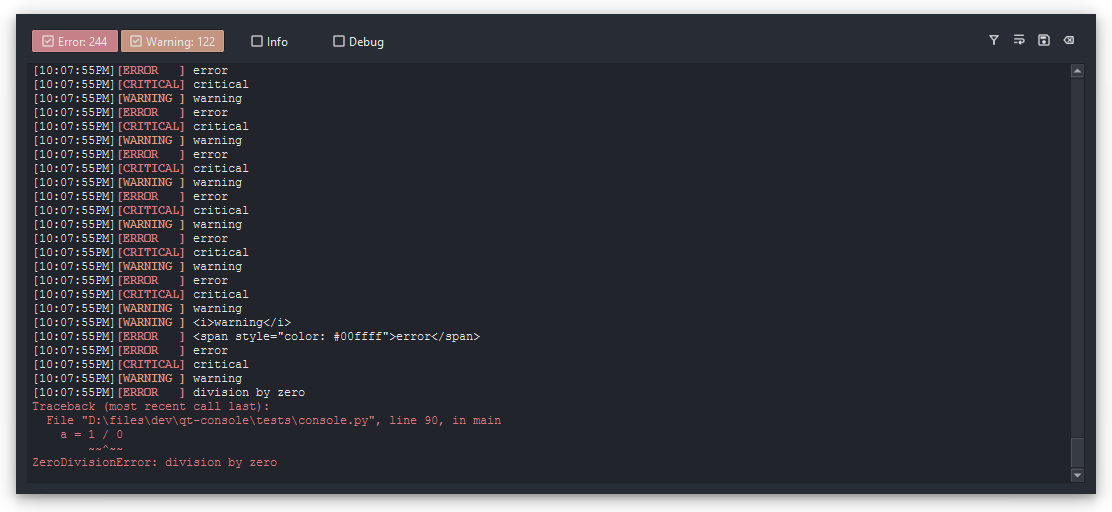 Error: 244 Warning: 122 Info Debug
[10:07:55PM][ERROR   ] error
[10:07:55PM][CRITICAL] critical
[10:07:55PM][WARNING ] warning
[10:07:55PM][ERROR   ] error
[10:07:55PM][CRITICAL] critical
[10:07:55PM][WARNING ] warning
[10:07:55PM][ERROR   ] error
[10:07:55PM][CRITICAL] critical
[10:07:55PM][WARNING ] warning
[10:07:55PM][ERROR   ] error
[10:07:55PM][CRITICAL] critical
[10:07:55PM][WARNING ] warning
[10:07:55PM][ERROR   ] error
[10:07:55PM][CRITICAL] critical
[10:07:55PM][WARNING ] warning
[10:07:55PM][ERROR   ] error
[10:07:55PM][CRITICAL] critical
[10:07:55PM][WARNING ] warning
[10:07:55PM][WARNING ] <i>warning</i>
[10:07:55PM][ERROR   ] <span style="color: #00ffff">error</span>
[10:07:55PM][ERROR   ] error
[10:07:55PM][CRITICAL] critical
[10:07:55PM][WARNING ] warning
[10:07:55PM][ERROR   ] division by zero
Traceback (most recent call last):
  File "D:\files\dev\qt-console\tests\console.py", line 90, in main
    a = 1 / 0
        ~~^~~
ZeroDivisionError: division by zero